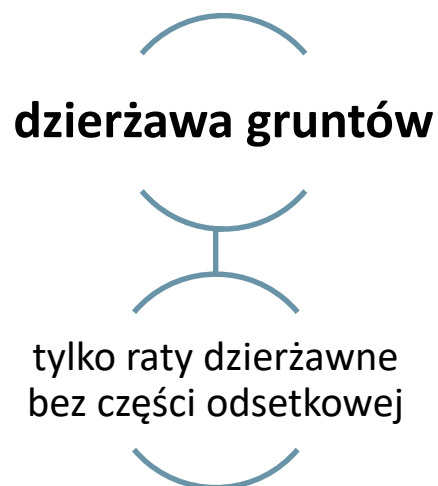 dzierżawa gruntów
tylko raty dzierżawne
bez części odsetkowej